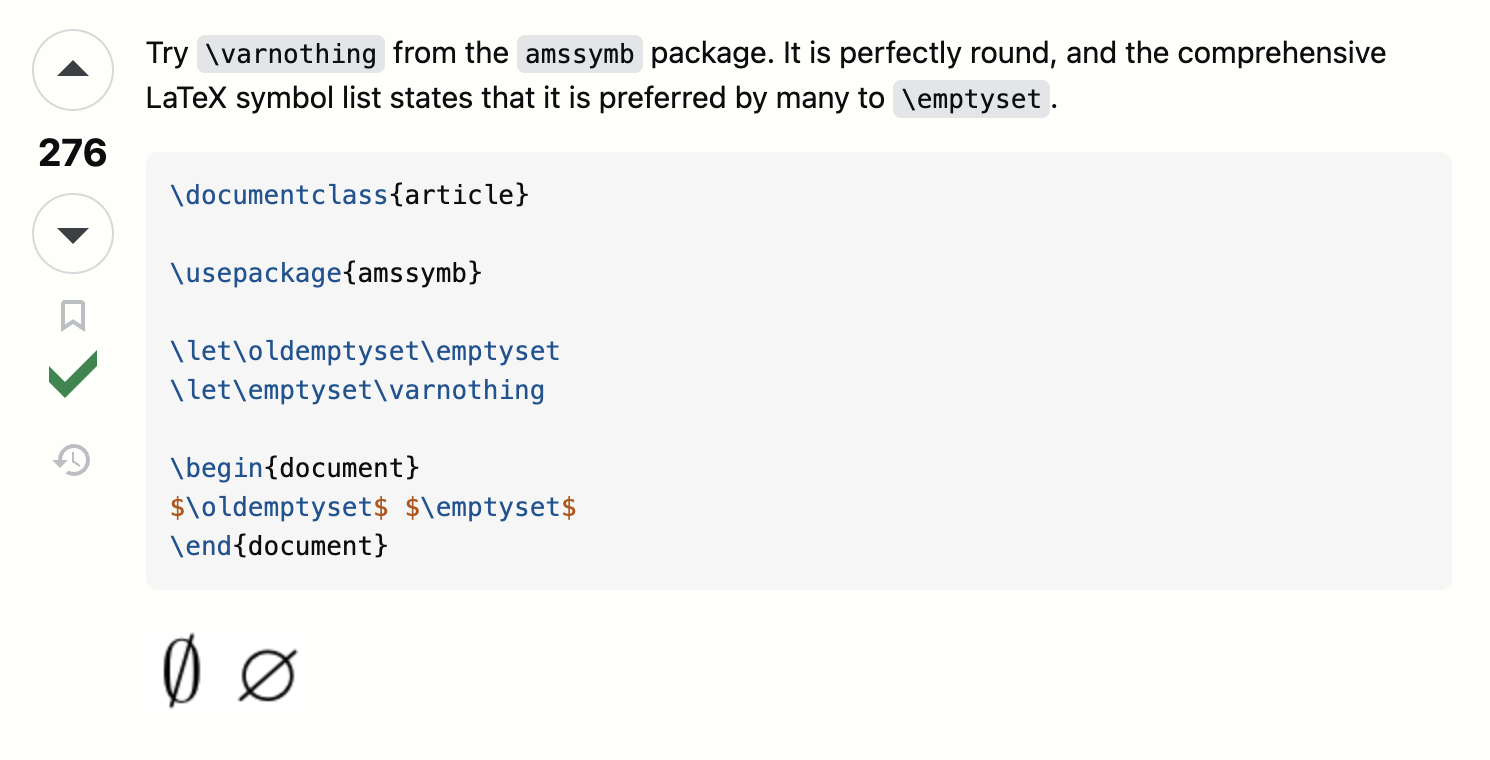 Try \varnothing from the amssymb package. It is perfectly round, and the comprehensive
LaTeX symbol list states that it is preferred by many to \emptyset.
276
\documentclass{article}
\usepackage{amssymb}
\let\oldemptyset\emptyset
\let\emptyset\varnothing
\begin{document}
$\oldemptyset$ $\emptyset$
\end{document}
∅ ⌀